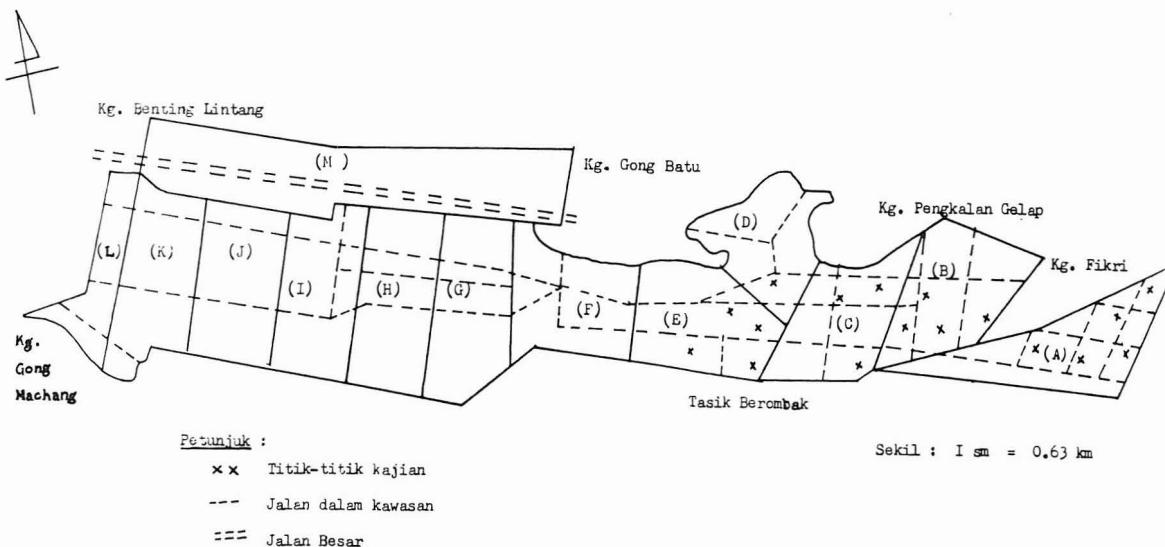 Kg. Benting Lintang
(M )
Kg. Gong Batu
(D)
Kg. Pengkalan Gelap
(L)
(K)
(J)
(I)
(H)
(G)
(F)
(E)
(C)
(B)
Kg. Fikri
(A)
Kg.
Gong
Machang
Tasik Berombak
Petunjuk :
x x Titik-titik kajian
--- Jalan dalam kawasan
=== Jalan Besar
Sekil : I sm = 0.63 km